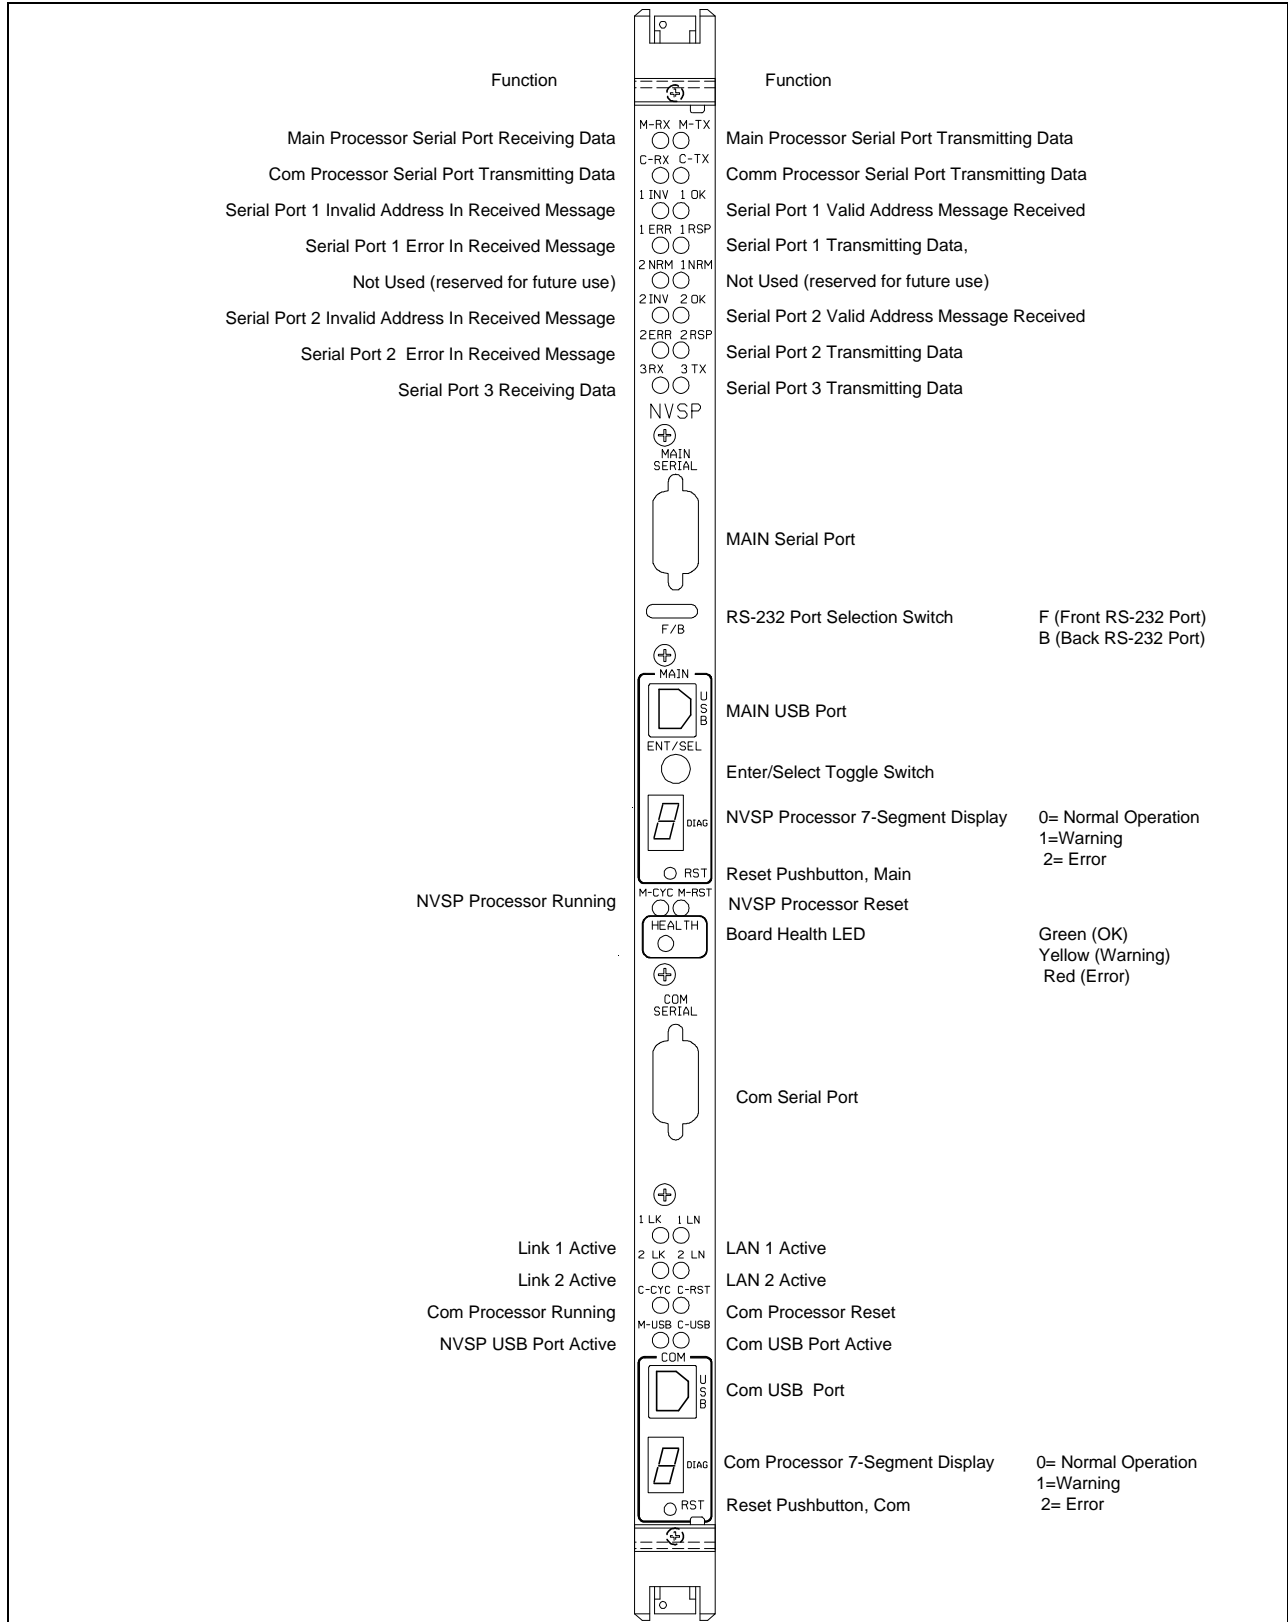 Function Function
M-RX M-TX
Main Processor Serial Port Receiving Data Main Processor Serial Port Transmitting Data
C-RX C-TX
Com Processor Serial Port Transmitting Data Comm Processor Serial Port Transmitting Data
1 INV 1 OK
Serial Port 1 Invalid Address In Received Message Serial Port 1 Valid Address Message Received
1 ERR 1 RSP
Serial Port 1 Error In Received Message Serial Port 1 Transmitting Data,
2 NRM 1 NRM
Not Used (reserved for future use) Not Used (reserved for future use)
2 INV 2 OK
Serial Port 2 Invalid Address In Received Message Serial Port 2 Valid Address Message Received
2 ERR 2 RSP
Serial Port 2 Error In Received Message Serial Port 2 Transmitting Data
3 RX 3 TX
Serial Port 3 Receiving Data Serial Port 3 Transmitting Data
NVSP
MAIN
SERIAL
MAIN Serial Port
RS-232 Port Selection Switch F (Front RS-232 Port)
F/B
B (Back RS-232 Port)
MAIN
USB
MAIN USB Port
ENT/SEL
Enter/Select Toggle Switch
DIAG
NVSP Processor 7-Segment Display 0= Normal Operation
1=Warning
2= Error
RST
Reset Pushbutton, Main
M-CYC M-RST
NVSP Processor Running NVSP Processor Reset
HEALTH
Board Health LED Green (OK)
Yellow (Warning)
Red (Error)
COM
SERIAL
Com Serial Port
1 LK 1 LN
Link 1 Active LAN 1 Active
2 LK 2 LN
Link 2 Active LAN 2 Active
C-CYC C-RST
Com Processor Running Com Processor Reset
M-USB C-USB
NVSP USB Port Active Com USB Port Active
COM
USB
Com USB Port
DIAG
Com Processor 7-Segment Display 0= Normal Operation
1=Warning
RST
Reset Pushbutton, Com 2= Error